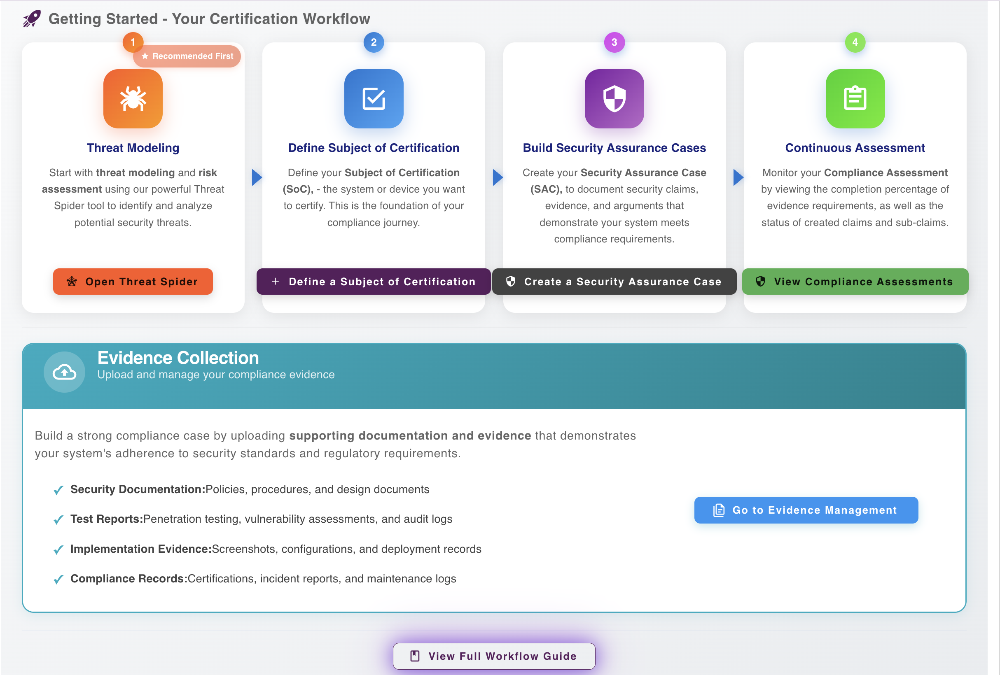 Getting Started - Your Certification Workflow
1
Recommended First
Threat Modeling
Start with threat modeling and risk
assessment using our powerful Threat
Spider tool to identify and analyze
potential security threats.
Open Threat Spider
2
Define Subject of Certification
Define your Subject of Certification
(SoC), - the system or device you want
to certify. This is the foundation of your
compliance journey.
+ Define a Subject of Certification
3
Build Security Assurance Cases
Create your Security Assurance Case
(SAC), to document security claims,
evidence, and arguments that
demonstrate your system meets
compliance requirements.
Create a Security Assurance Case
4
Continuous Assessment
Monitor your Compliance Assessment
by viewing the completion percentage of
evidence requirements, as well as the
status of created claims and sub-claims.
View Compliance Assessments
Evidence Collection
Upload and manage your compliance evidence
Build a strong compliance case by uploading supporting documentation and evidence that demonstrates
your system's adherence to security standards and regulatory requirements.
Security Documentation:Policies, procedures, and design documents
Test Reports:Penetration testing, vulnerability assessments, and audit logs
Implementation Evidence:Screenshots, configurations, and deployment records
Compliance Records:Certifications, incident reports, and maintenance logs
Go to Evidence Management
View Full Workflow Guide